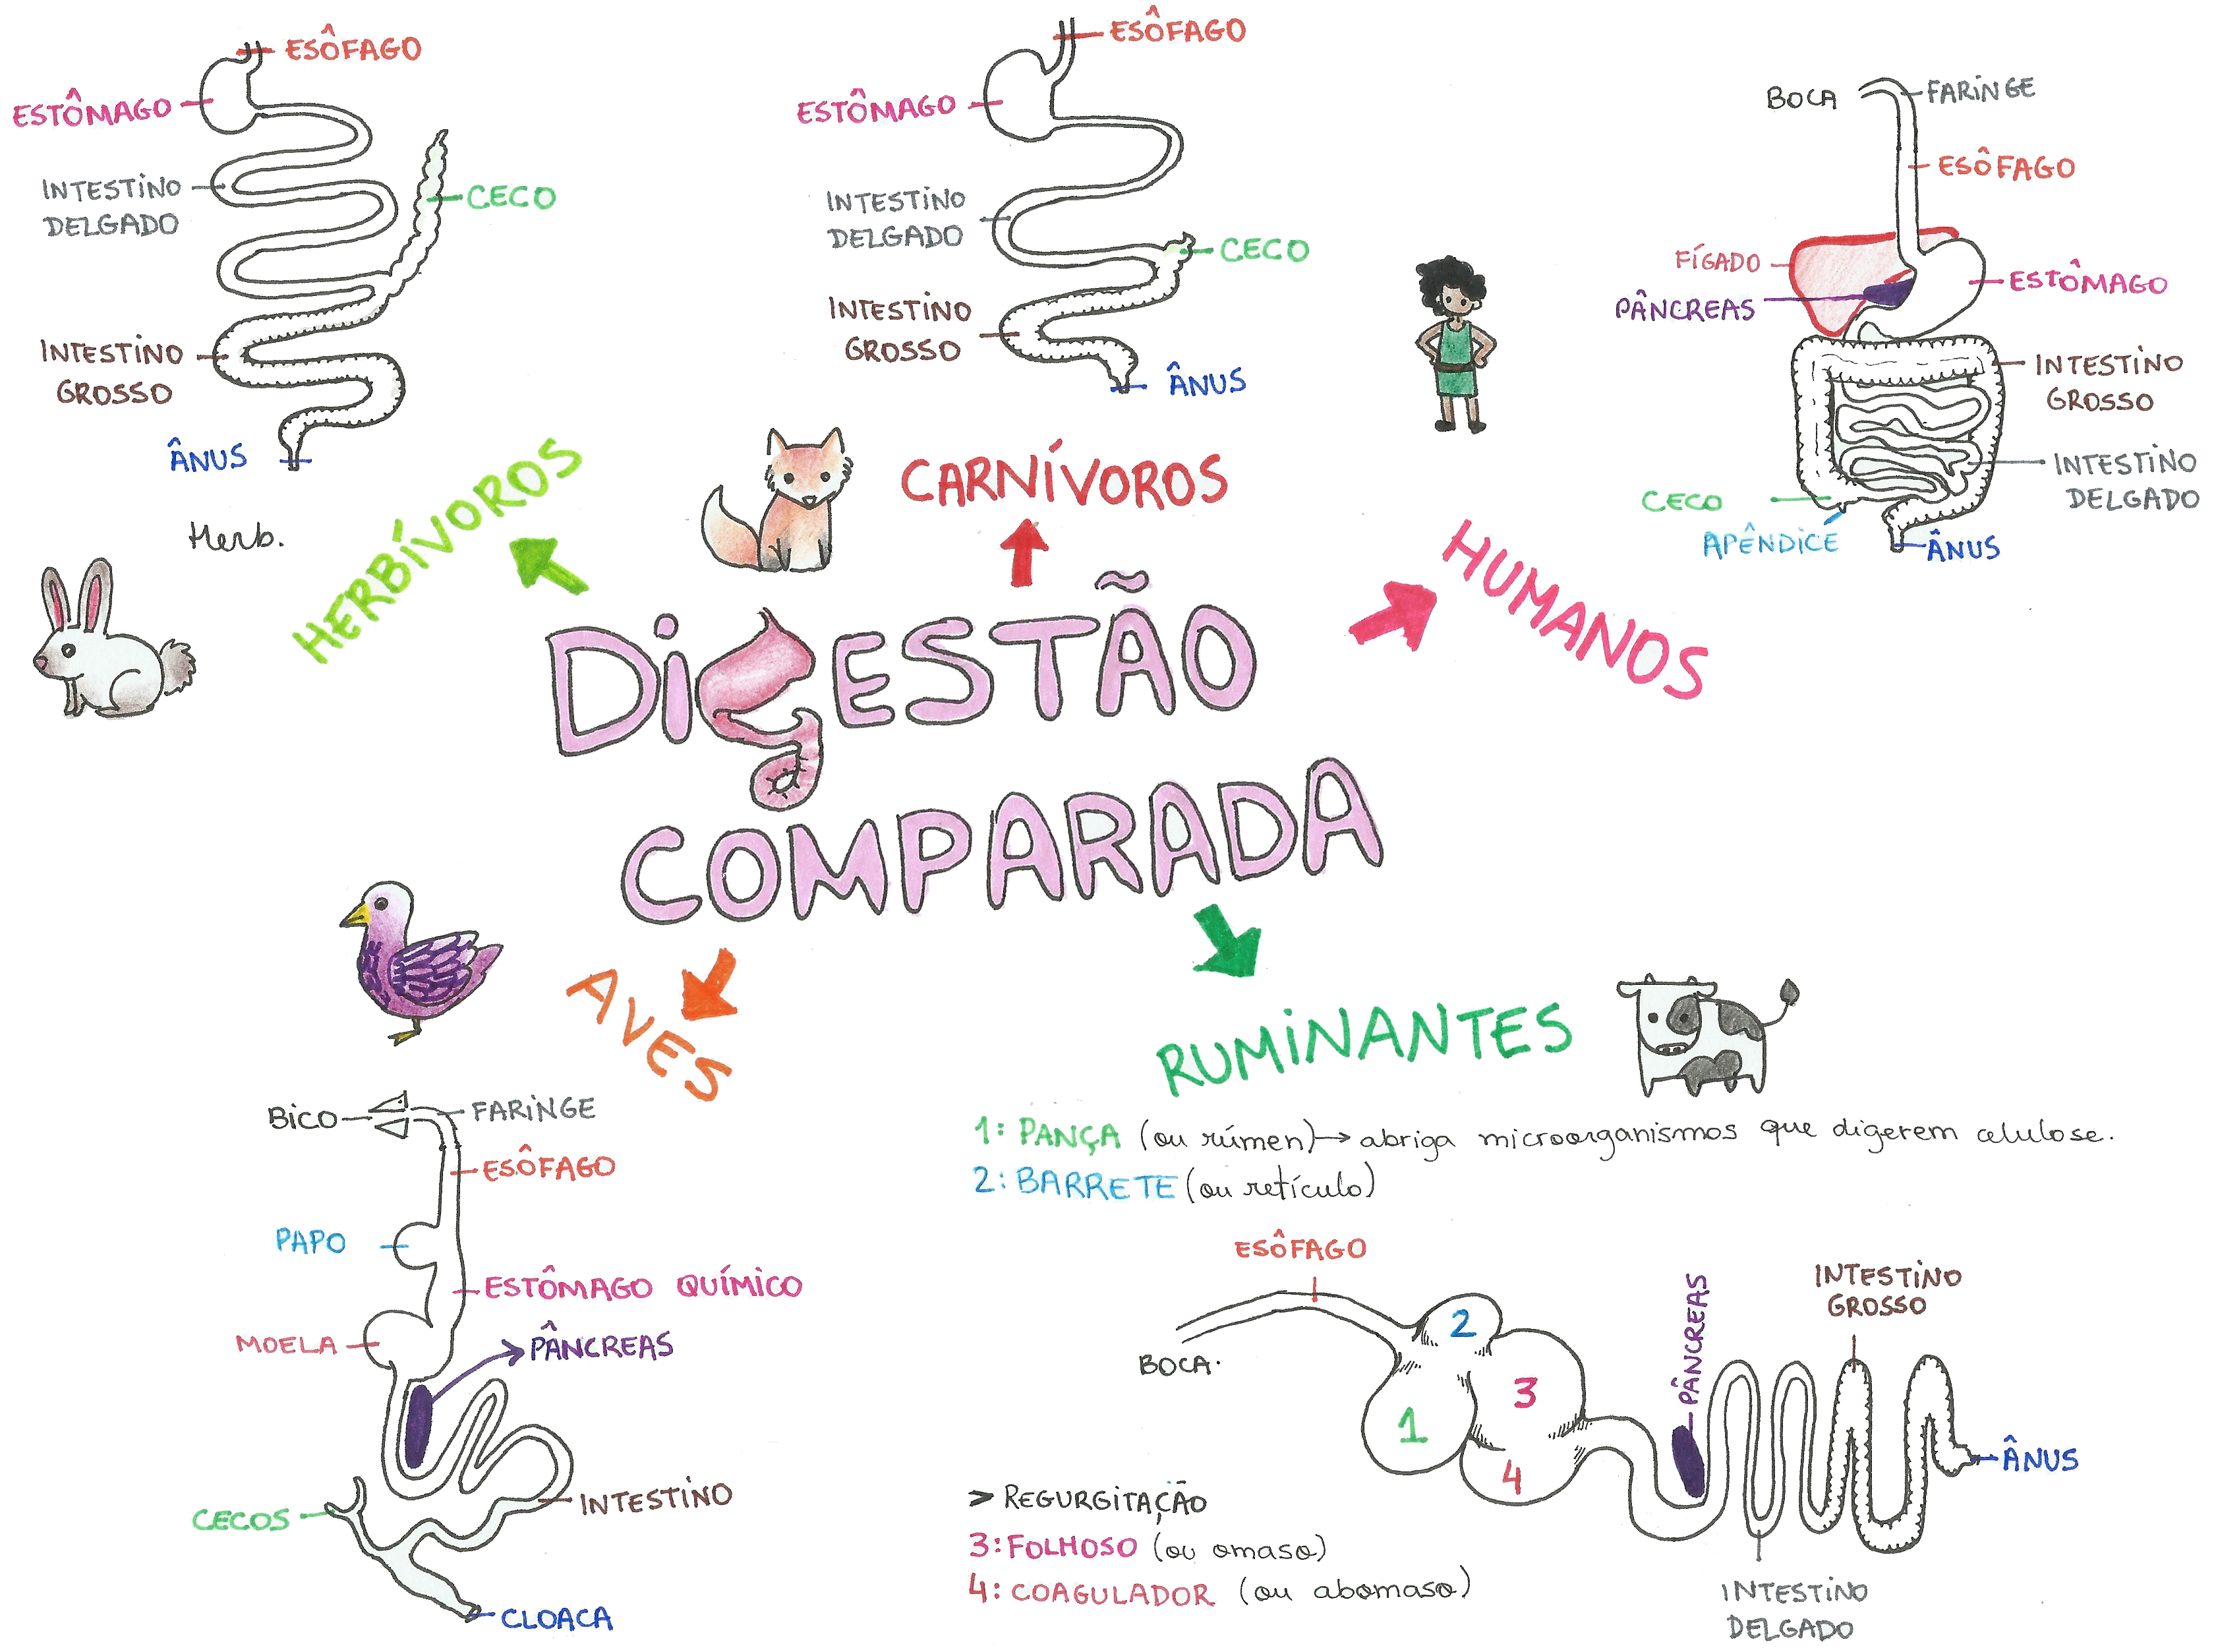 ESÔFAGO
ESTÔMAGO
INTESTINO
DELGADO
CECO
INTESTINO
GROSSO
ÂNUS
Herb.
HERBÍVOROS
ESÔFAGO
ESTÔMAGO
INTESTINO
DELGADO
CECO
INTESTINO
GROSSO
ÂNUS
CARNÍVOROS
BOCA
FARINGE
ESÔFAGO
FÍGADO
PÂNCREAS
ESTÔMAGO
INTESTINO
GROSSO
INTESTINO
DELGADO
CECO
APÊNDICE
ÂNUS
HUMANOS
DIGESTÃO
COMPARADA
AVES
BICO
FARINGE
ESÔFAGO
PAPO
ESTÔMAGO QUÍMICO
MOELA
PÂNCREAS
INTESTINO
CECOS
CLOACA
RUMINANTES
1: PANÇA (ou rúmen) → abriga microorganismos que digerem celulose.
2: BARRETE (ou retículo)
ESÔFAGO
BOCA.
1
2
3
4
PÂNCREAS
INTESTINO
GROSSO
ÂNUS
INTESTINO
DELGADO
> REGURGITAÇÃO
3: FOLHOSO (ou omaso)
4: COAGULADOR (ou abomaso)